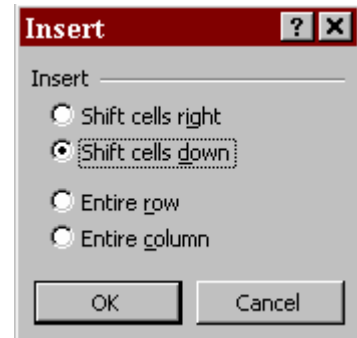 Insert ? X
Insert
Shift cells right
Shift cells down
Entire row
Entire column
OK Cancel